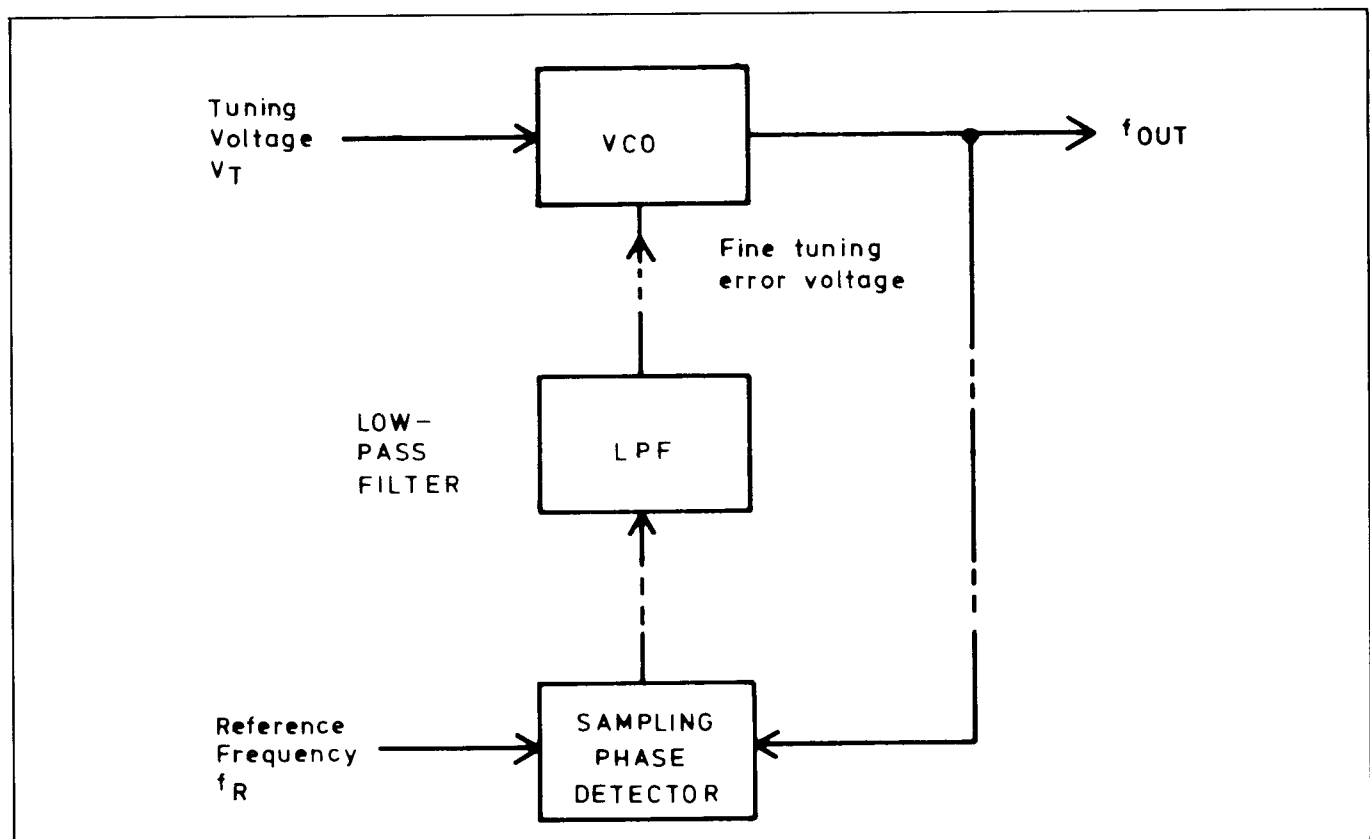 Tuning
Voltage
VT
VCO
fOUT
Fine tuning
error voltage
LOW-
PASS
FILTER
LPF
Reference
Frequency
fR
SAMPLING
PHASE
DETECTOR